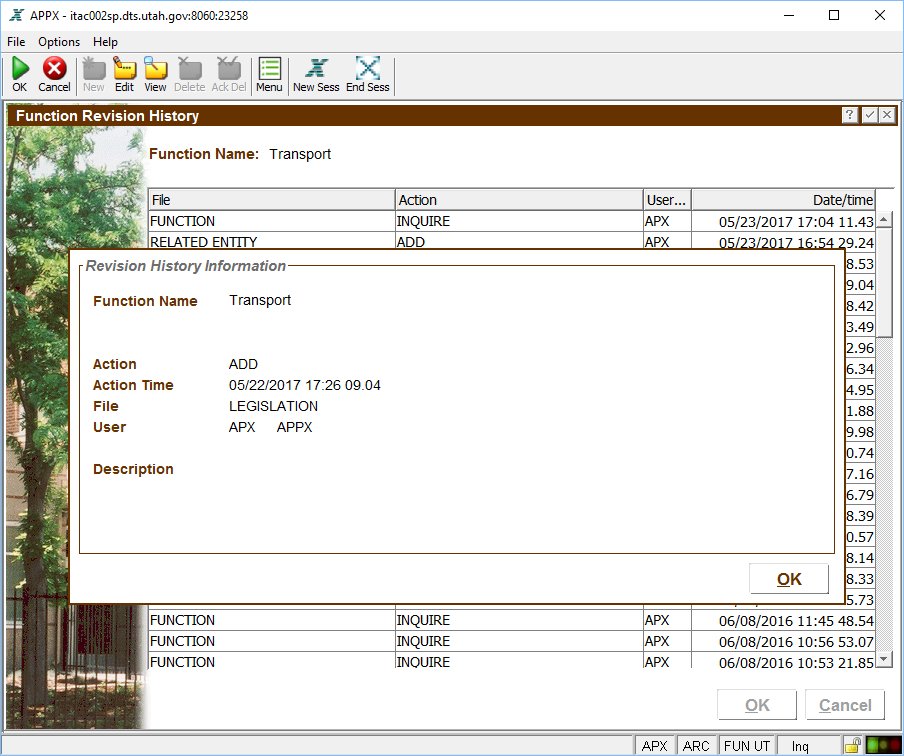 APPX - itac002sp.dts.utah.gov:8060:23258
File Options Help
OK Cancel New Edit View Delete Ack Del Menu New Sess End Sess
Function Revision History
Function Name: Transport
File Action User... Date/time
FUNCTION INQUIRE APX 05/23/2017 17:04 11.43
RELATED ENTITY ADD APX 05/23/2017 16:54 29.24
8.53
Revision History Information
9.04
Function Name Transport
8.42
3.49
2.96
Action ADD
6.34
Action Time 05/22/2017 17:26 09.04
4.95
File LEGISLATION
1.88
User APX APPX
9.98
0.74
Description
7.16
6.79
8.39
0.57
8.14
OK
8.33
5.73
FUNCTION INQUIRE APX 06/08/2016 11:45 48.54
FUNCTION INQUIRE APX 06/08/2016 10:56 53.07
FUNCTION INQUIRE APX 06/08/2016 10:53 21.85
OK Cancel
APX ARC FUN UT Inq